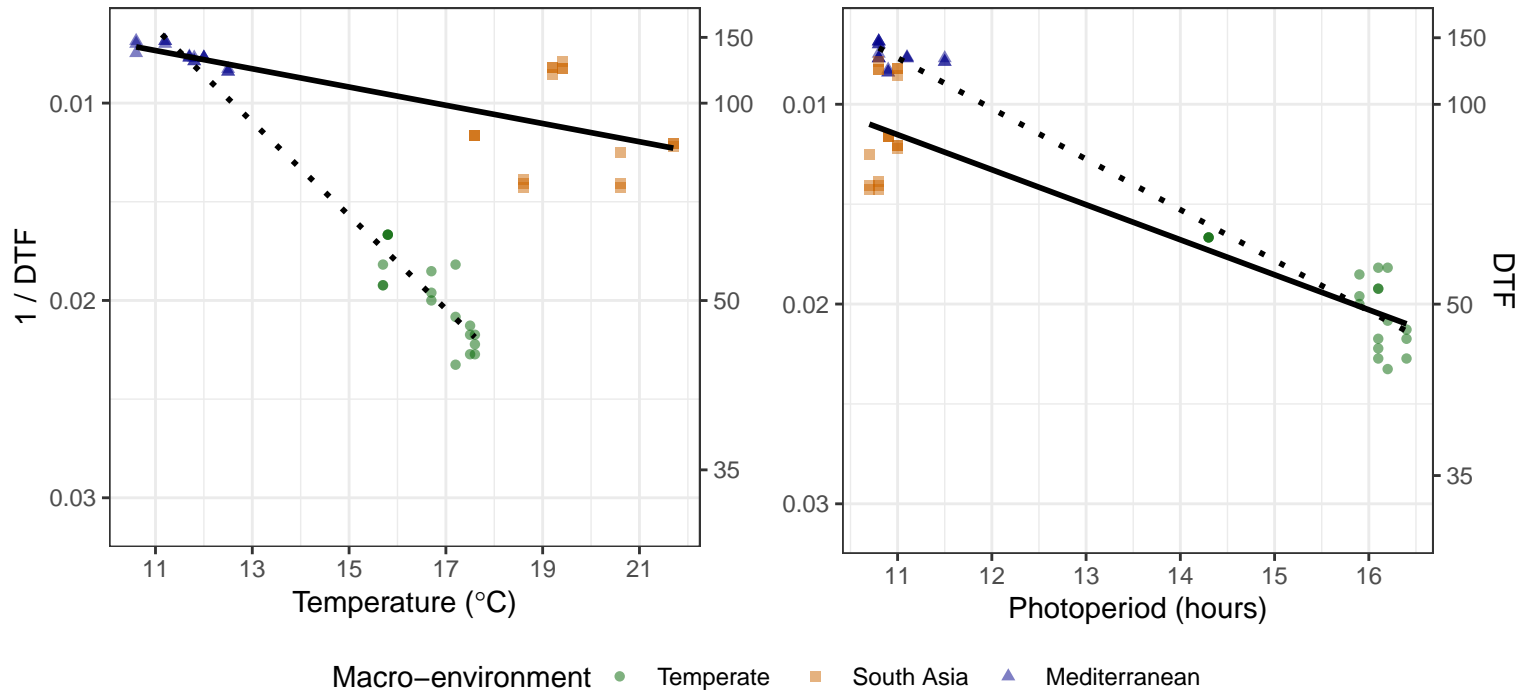 1 / DTF
0.01
0.02
0.03
150
100
50
35
11 13 15 17 19 21
Temperature (°C)
0.01
0.02
0.03
150
100
50
35
DTF
11 12 13 14 15 16
Photoperiod (hours)
Macro−environment Temperate South Asia Mediterranean